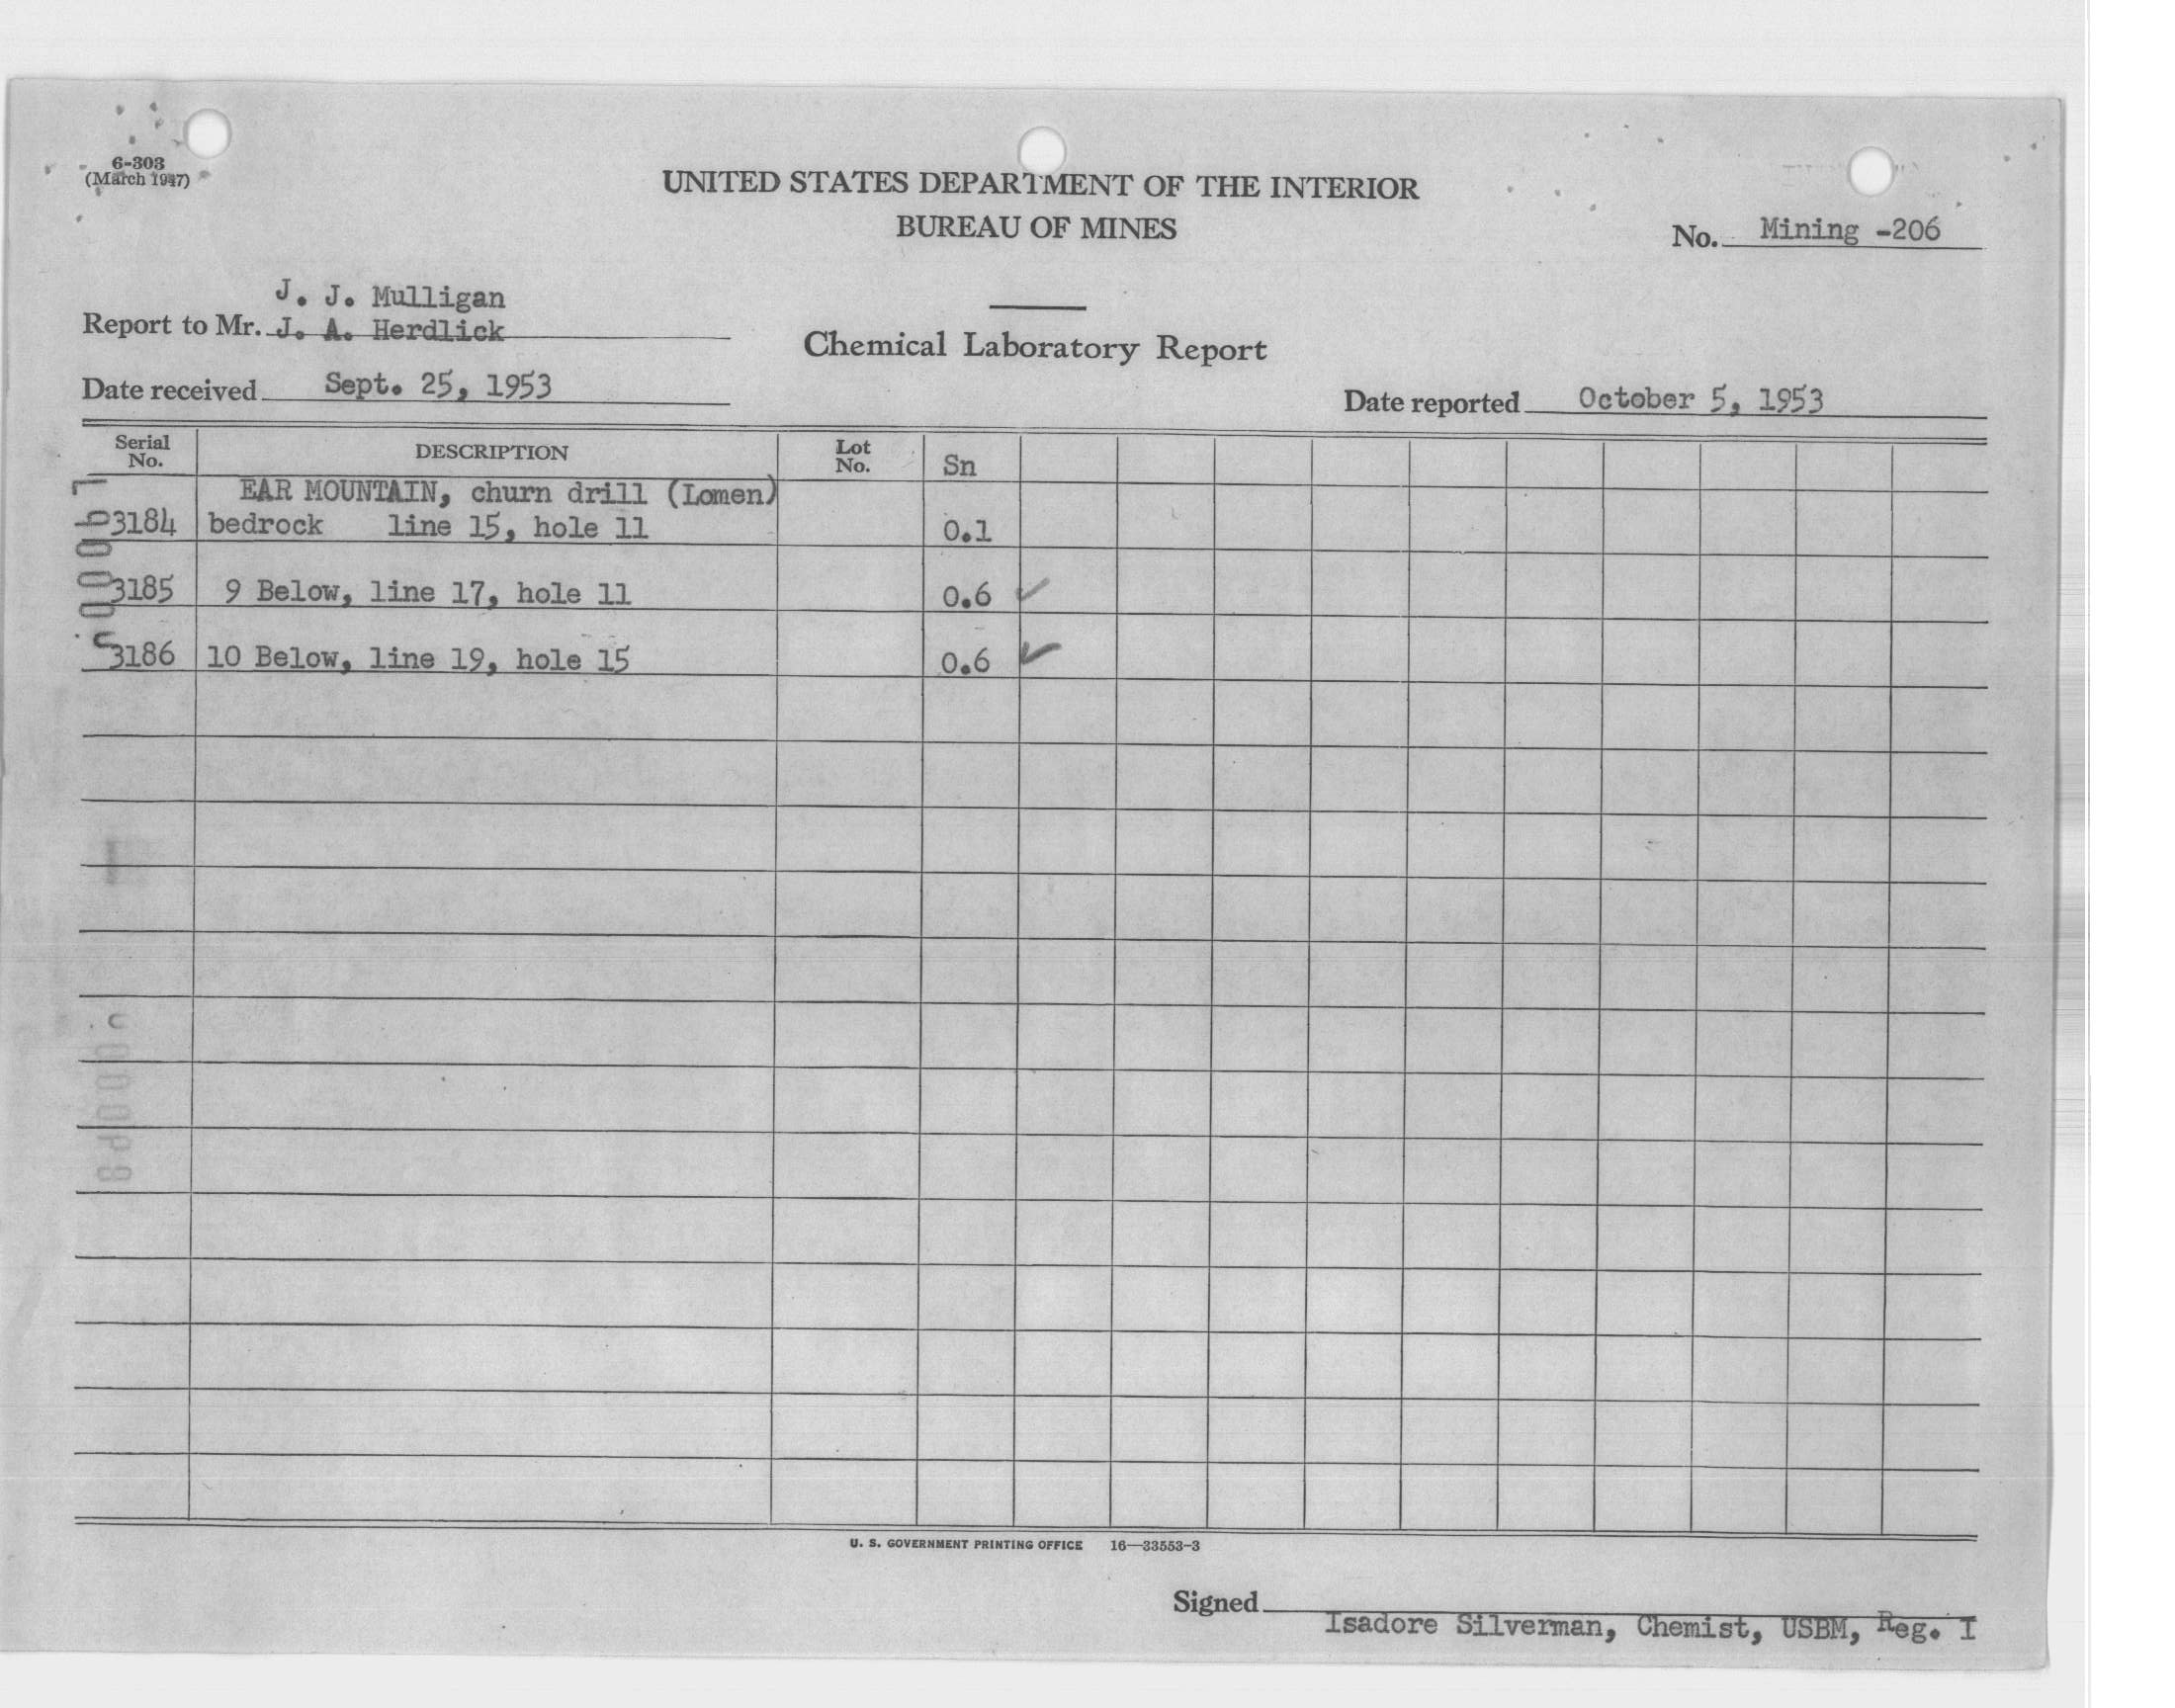 6-303
(March 1947)
UNITED STATES DEPARTMENT OF THE INTERIOR
BUREAU OF MINES
No. Mining -206
J. J. Mulligan
Report to Mr. J. A. Herdlick
Chemical Laboratory Report
Date received Sept. 25, 1953
Date reported October 5, 1953
Serial No. DESCRIPTION Lot No. Sn
EAR MOUNTAIN, churn drill (Lomen)
3184 bedrock line 15, hole 11 0.1
3185 9 Below, line 17, hole 11 0.6 ✓
3186 10 Below, line 19, hole 15 0.6 ✓
U. S. GOVERNMENT PRINTING OFFICE 16—33553-3
Signed
Isadore Silverman, Chemist, USBM, Reg. I